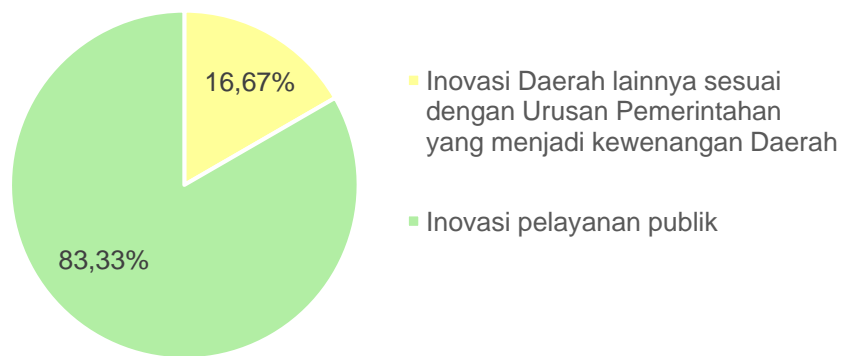 16,67%
Inovasi Daerah lainnya sesuai
dengan Urusan Pemerintahan
yang menjadi kewenangan Daerah
Inovasi pelayanan publik
83,33%